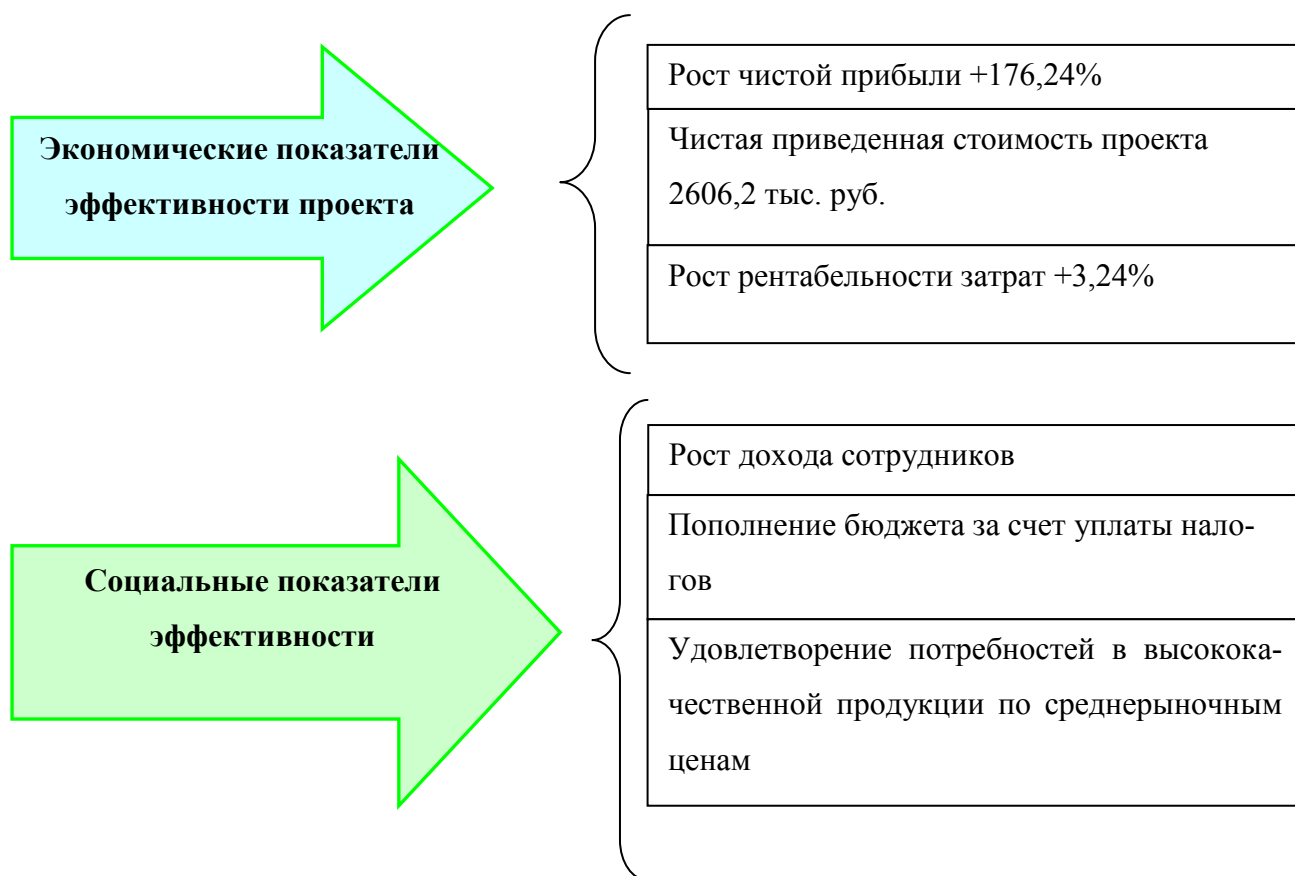 Экономические показатели
эффективности проекта
Рост чистой прибыли +176,24%
Чистая приведенная стоимость проекта
2606,2 тыс. руб.
Рост рентабельности затрат +3,24%
Социальные показатели
эффективности
Рост дохода сотрудников
Пополнение бюджета за счет уплаты нало-
гов
Удовлетворение потребностей в высокока-
чественной продукции по среднерыночным
ценам